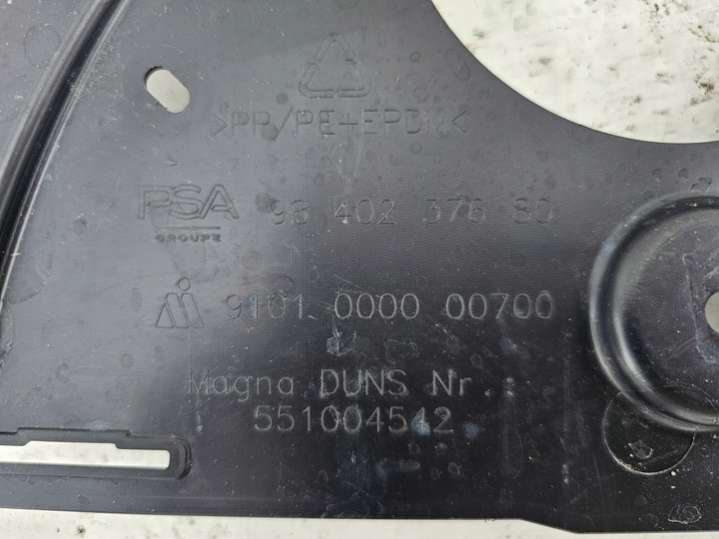 >PP/PE+EPDM<
PSA 98 402 376 80
GROUPE
9101 0000 00700
Magna DUNS Nr.:
551004542